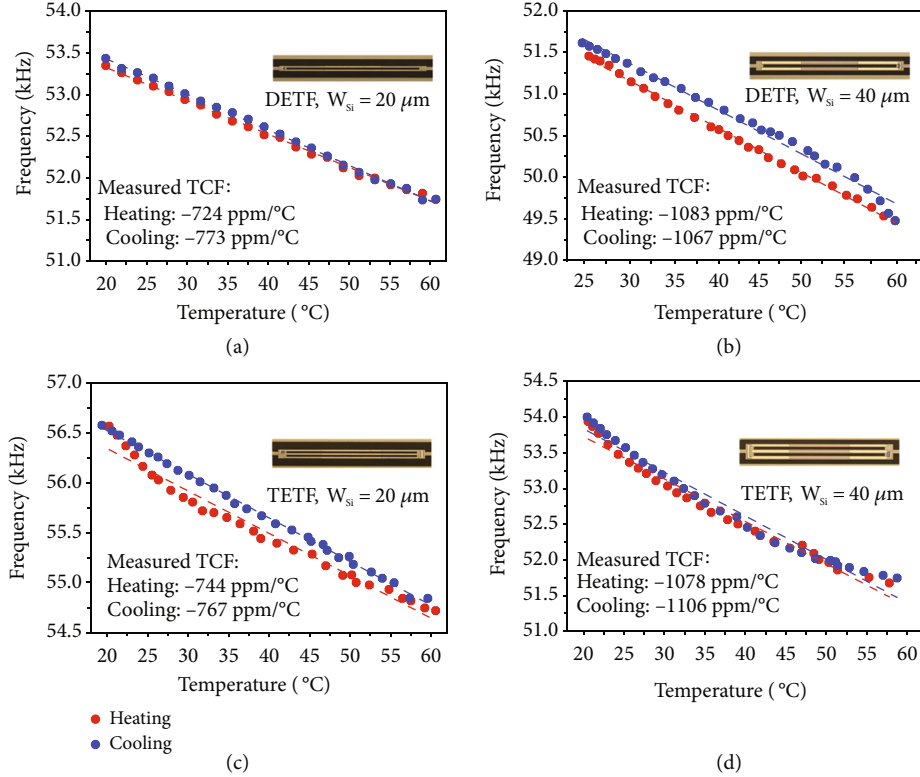 (a)
54.0
53.5
53.0
52.5
52.0
51.5
51.0
Frequency (kHz)
DETF, W_Si = 20 μm
Measured TCF:
Heating: –724 ppm/°C
Cooling: –773 ppm/°C
20 25 30 35 40 45 50 55 60
Temperature ( °C)
(a)
(b)
52.0
51.5
51.0
50.5
50.0
49.5
49.0
Frequency (kHz)
DETF, W_Si = 40 μm
Measured TCF:
Heating: –1083 ppm/°C
Cooling: –1067 ppm/°C
25 30 35 40 45 50 25 60
Temperature ( °C)
(b)
(c)
57.0
56.5
56.0
55.5
55.0
54.5
Frequency (kHz)
TETF, W_Si = 20 μm
Measured TCF:
Heating: –744 ppm/°C
Cooling: –767 ppm/°C
20 25 30 35 40 45 50 55 60
Temperature ( °C)
Heating
Cooling
(c)
(d)
54.5
54.0
53.5
53.0
52.5
52.0
51.5
51.0
Frequency (kHz)
TETF, W_Si = 40 μm
Measured TCF:
Heating: –1078 ppm/°C
Cooling: –1106 ppm/°C
20 25 30 35 40 45 50 55 60
Temperature ( °C)
(d)